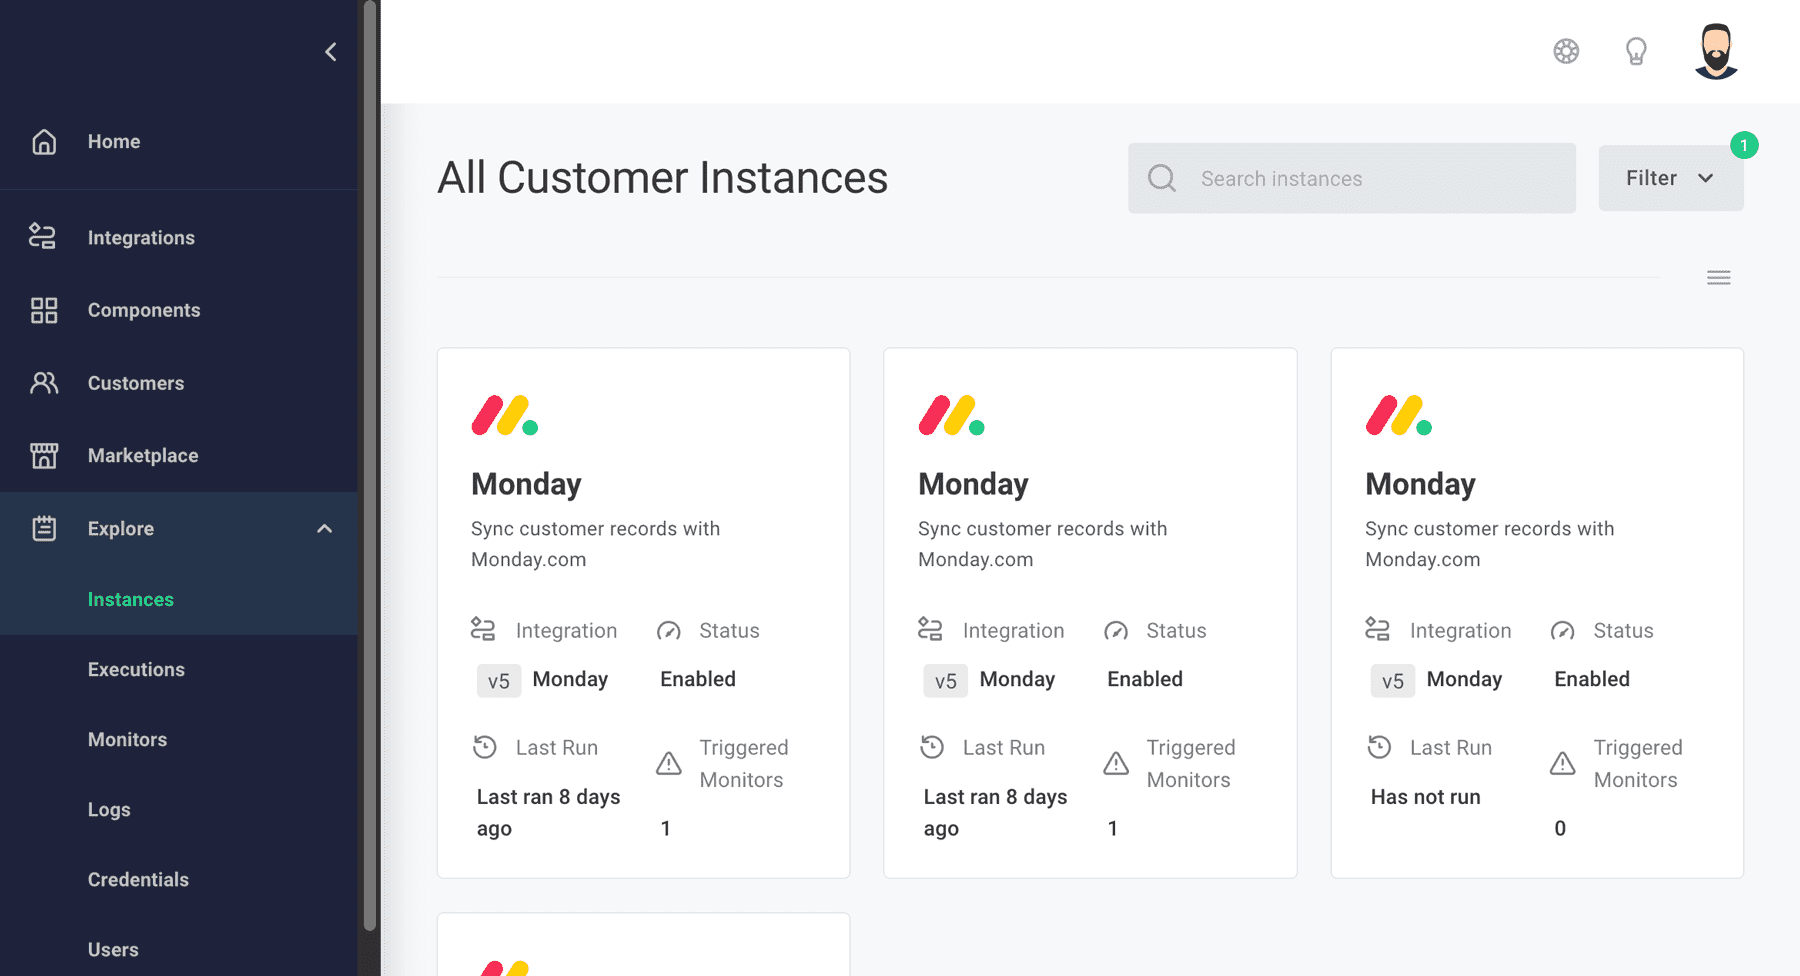 Home
Integrations
Components
Customers
Marketplace
Explore
Instances
Executions
Monitors
Logs
Credentials
Users
All Customer Instances
Search instances
Filter
1
Monday
Sync customer records with
Monday.com
Integration
Status
v5 Monday
Enabled
Last Run
Triggered
Monitors
Last ran 8 days
ago
1
Monday
Sync customer records with
Monday.com
Integration
Status
v5 Monday
Enabled
Last Run
Triggered
Monitors
Last ran 8 days
ago
1
Monday
Sync customer records with
Monday.com
Integration
Status
v5 Monday
Enabled
Last Run
Triggered
Monitors
Has not run
0